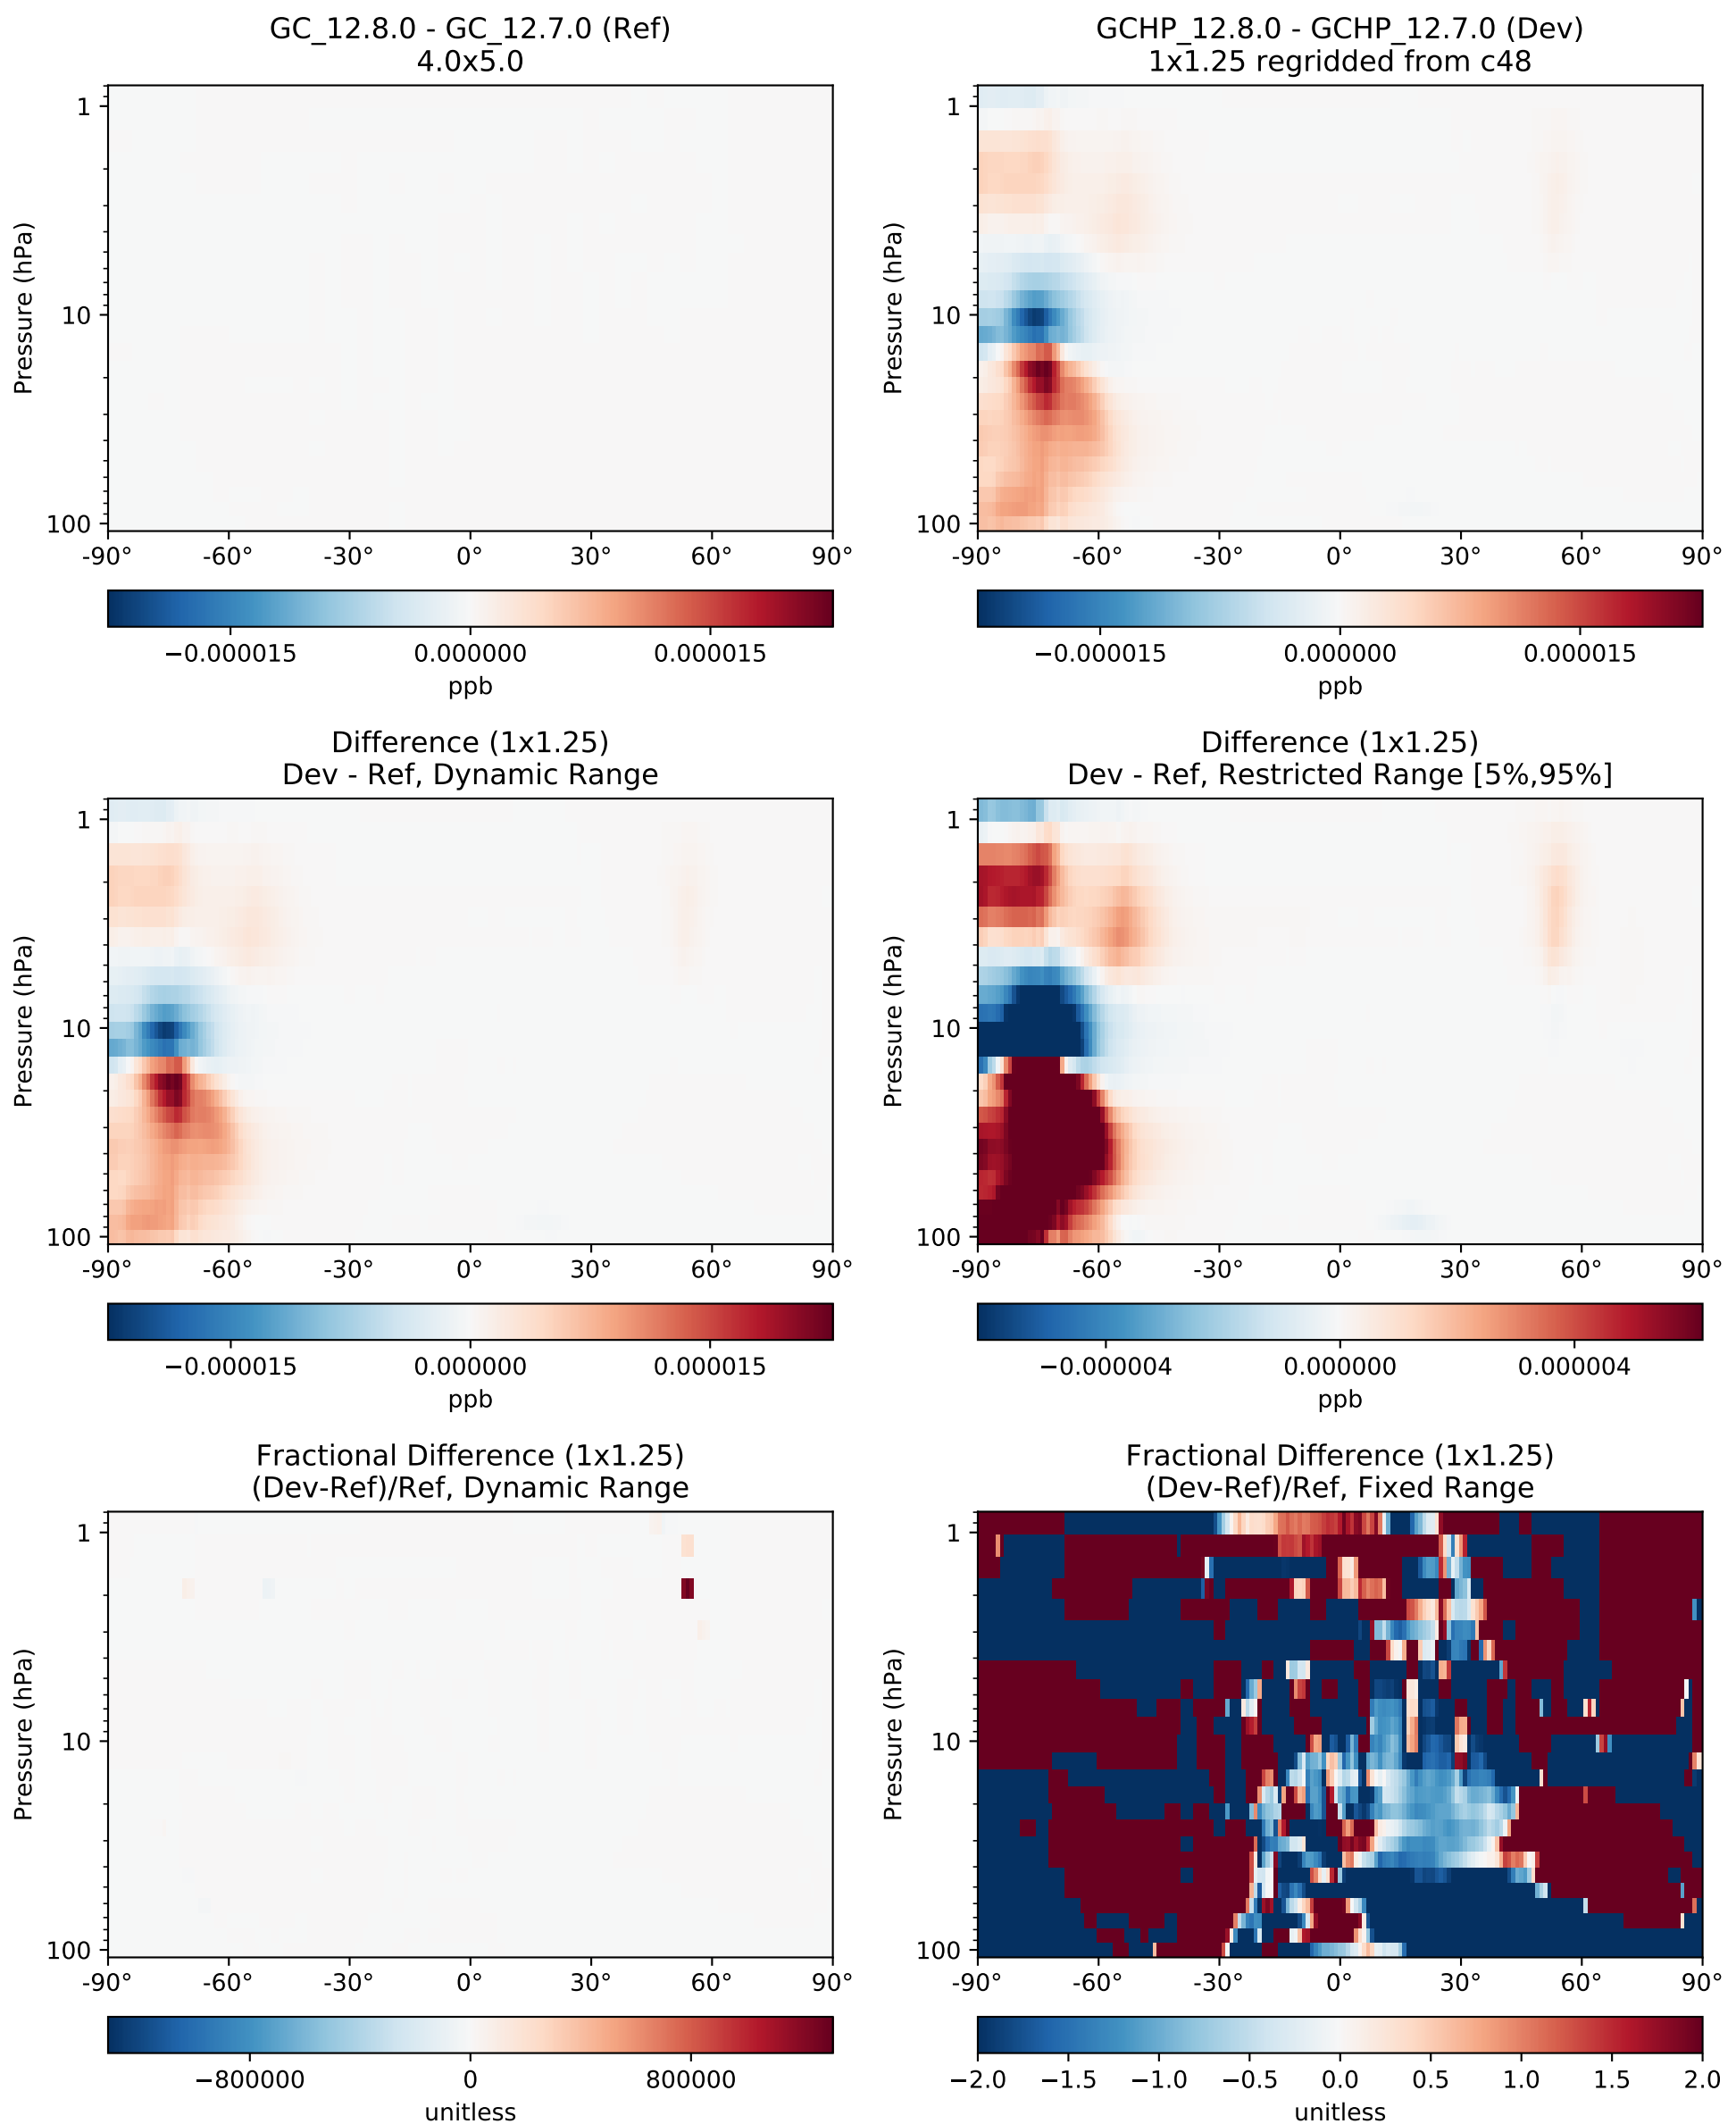 GC_12.8.0 - GC_12.7.0 (Ref)
4.0x5.0
Pressure (hPa)
1
10
100
-90° -60° -30° 0° 30° 60° 90°
−0.000015 0.000000 0.000015
ppb
GCHP_12.8.0 - GCHP_12.7.0 (Dev)
1x1.25 regridded from c48
Pressure (hPa)
1
10
100
-90° -60° -30° 0° 30° 60° 90°
−0.000015 0.000000 0.000015
ppb
Difference (1x1.25)
Dev - Ref, Dynamic Range
Pressure (hPa)
1
10
100
-90° -60° -30° 0° 30° 60° 90°
−0.000015 0.000000 0.000015
ppb
Difference (1x1.25)
Dev - Ref, Restricted Range [5%,95%]
Pressure (hPa)
1
10
100
-90° -60° -30° 0° 30° 60° 90°
−0.000004 0.000000 0.000004
ppb
Fractional Difference (1x1.25)
(Dev-Ref)/Ref, Dynamic Range
Pressure (hPa)
1
10
100
-90° -60° -30° 0° 30° 60° 90°
−800000 0 800000
unitless
Fractional Difference (1x1.25)
(Dev-Ref)/Ref, Fixed Range
Pressure (hPa)
1
10
100
-90° -60° -30° 0° 30° 60° 90°
−2.0 −1.5 −1.0 −0.5 0.0 0.5 1.0 1.5 2.0
unitless